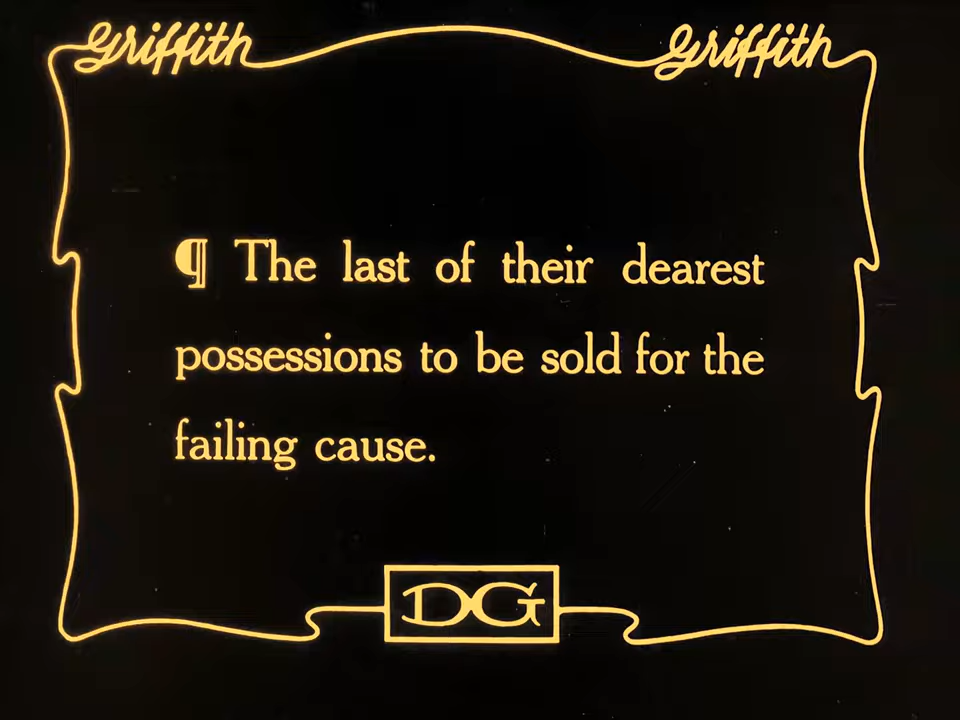 Griffith Griffith
¶ The last of their dearest
possessions to be sold for the
failing cause.
DG